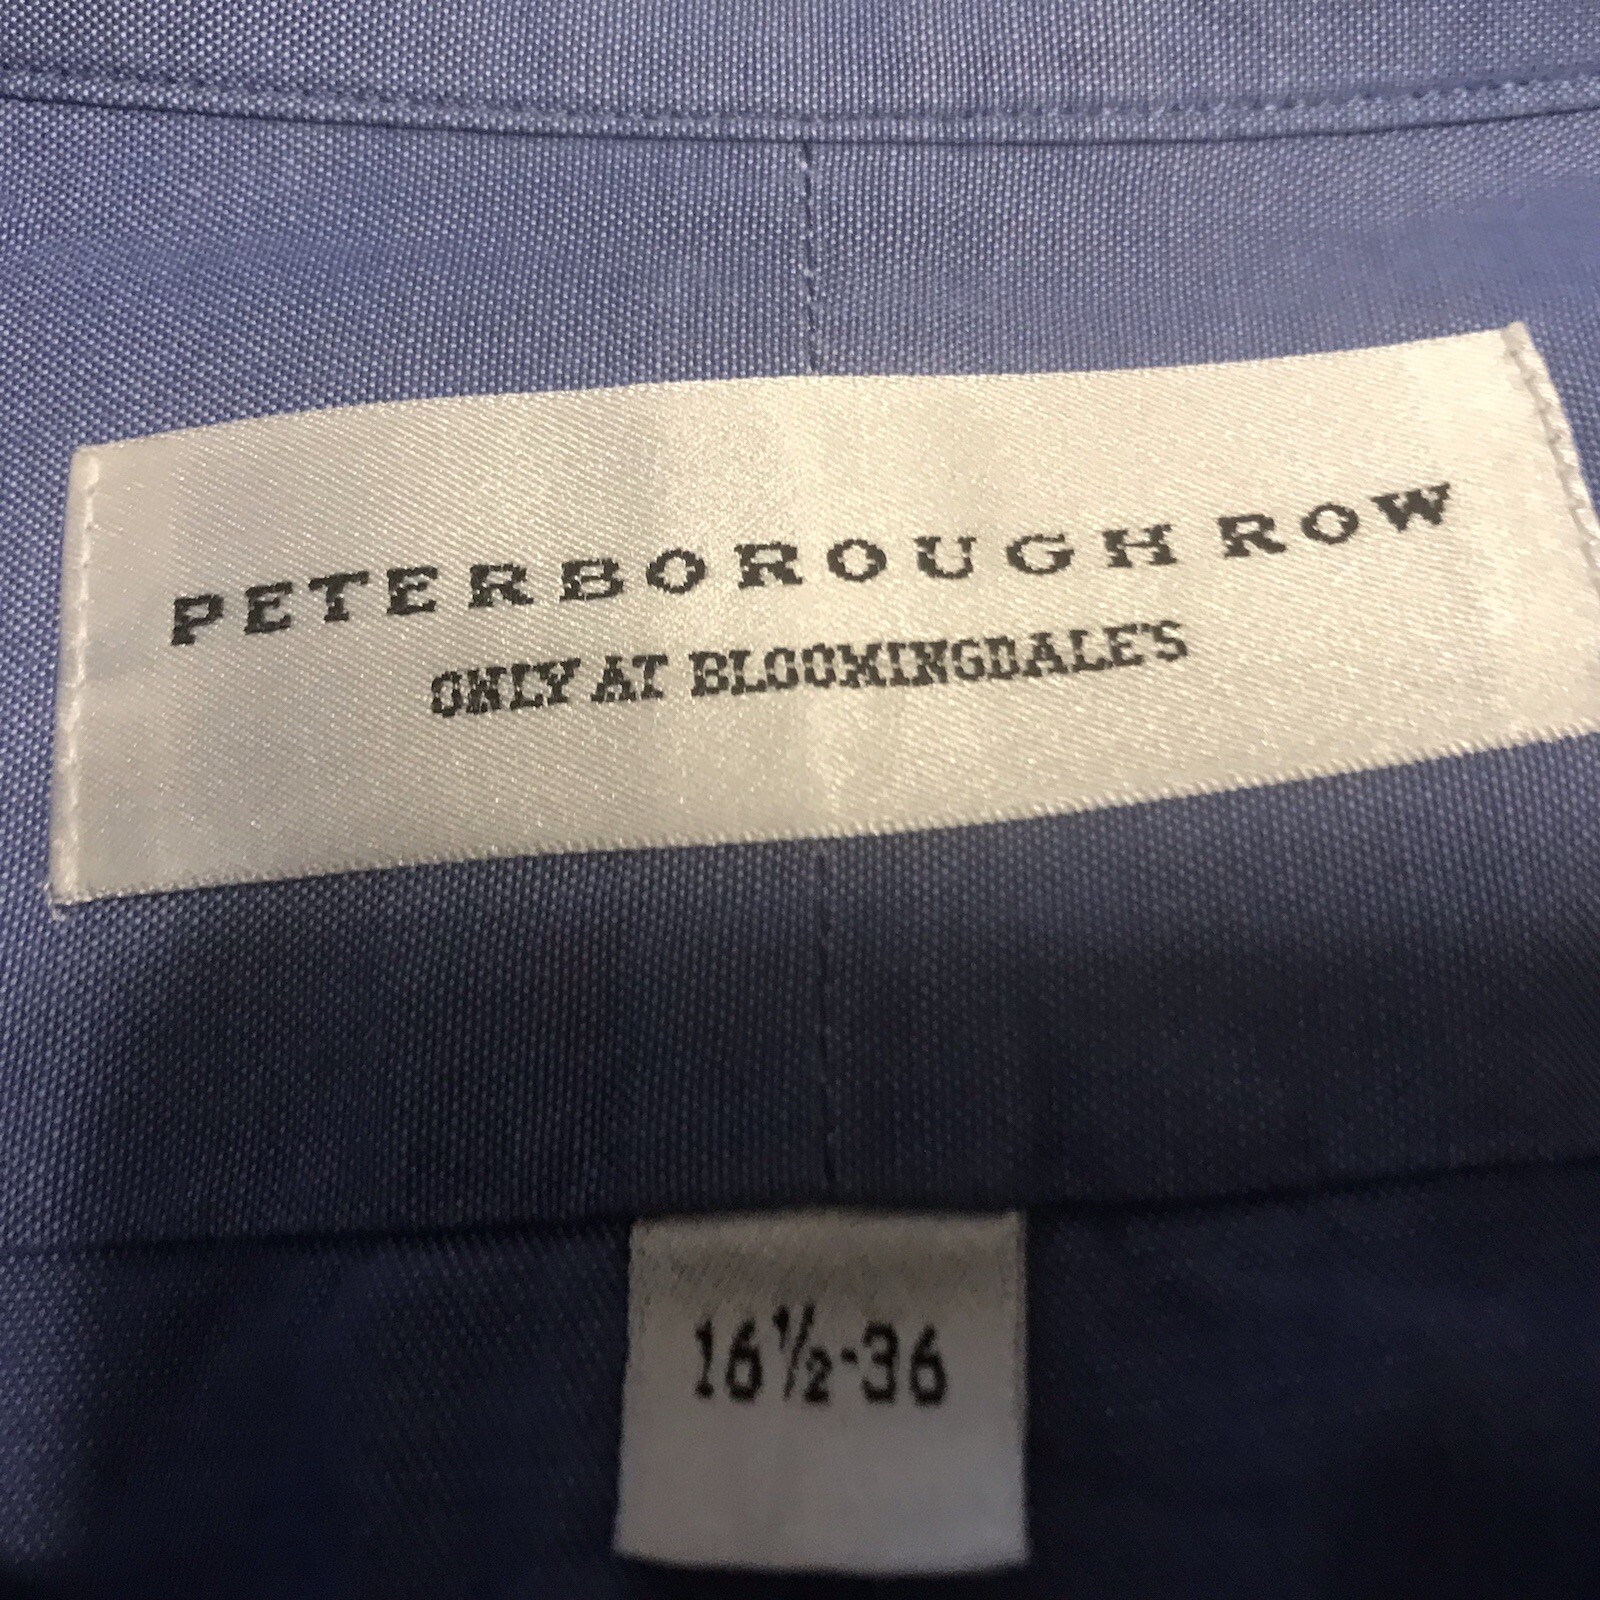 PETERBOROUGH ROW
ONLY AT BLOOMINGDALE'S
16½-36